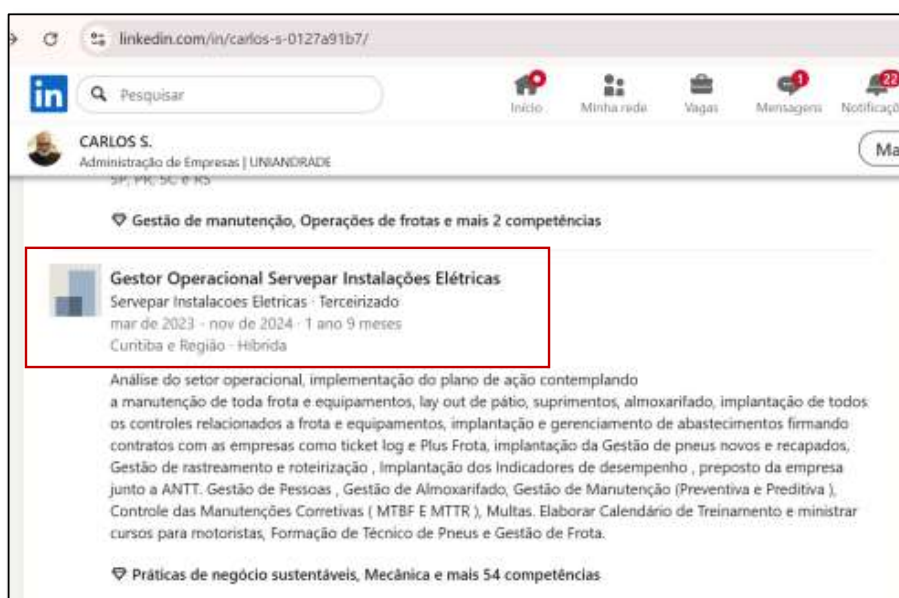 linkedin.com/in/carlos-s-0127a91b7/
in
Pesquisar
Início
Minha rede
Vagas
1
Mensagens
22
Notificaçõ
CARLOS S.
Administração de Empresas | UNIANDRADE
Ma
SP, PR, SC e RS
Gestão de manutenção, Operações de frotas e mais 2 competências
Gestor Operacional Servepar Instalações Elétricas
Servepar Instalacoes Eletricas · Terceirizado
mar de 2023 - nov de 2024 · 1 ano 9 meses
Curitiba e Região · Híbrida
Análise do setor operacional, implementação do plano de ação contemplando
a manutenção de toda frota e equipamentos, lay out de pátio, suprimentos, almoxarifado, implantação de todos
os controles relacionados a frota e equipamentos, implantação e gerenciamento de abastecimentos firmando
contratos com as empresas como ticket log e Plus Frota, implantação da Gestão de pneus novos e recapados,
Gestão de rastreamento e roteirização , Implantação dos Indicadores de desempenho , preposto da empresa
junto a ANTT. Gestão de Pessoas , Gestão de Almoxarifado, Gestão de Manutenção (Preventiva e Preditiva ),
Controle das Manutenções Corretivas ( MTBF E MTTR ), Multas. Elaborar Calendário de Treinamento e ministrar
cursos para motoristas, Formação de Técnico de Pneus e Gestão de Frota.
Práticas de negócio sustentáveis, Mecânica e mais 54 competências